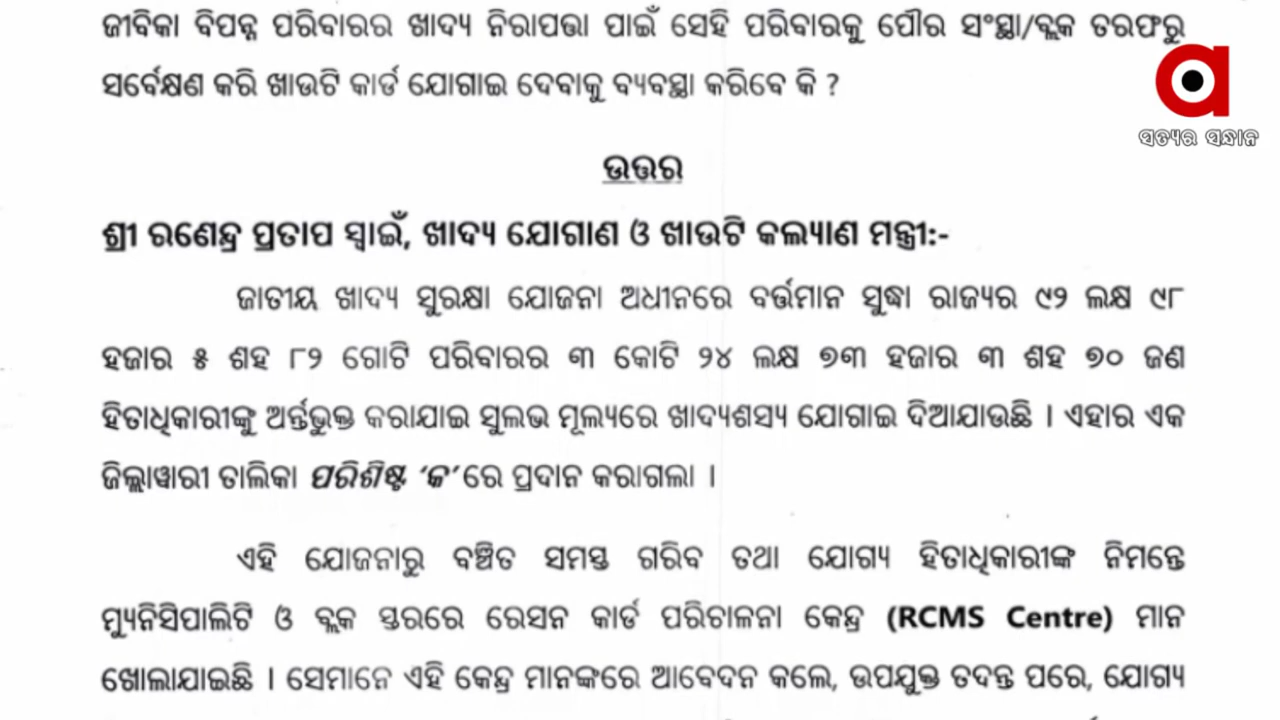 ଜୀବିକା ବିପନ୍ନ ପରିବାରର ଖାଦ୍ୟ ନିରାପତ୍ତା ପାଇଁ ସେହି ପରିବାରକୁ ପୌର ସଂସ୍ଥା/ବ୍ଲକ ତରଫରୁ
ସର୍ବେକ୍ଷଣ କରି ଖାଉଟି କାର୍ଡ ଯୋଗାଇ ଦେବାକୁ ବ୍ୟବସ୍ଥା କରିବେ କି ?
ସତ୍ୟର ସନ୍ଧାନ
ଉତ୍ତର
ଶ୍ରୀ ରଣେନ୍ଦ୍ର ପ୍ରତାପ ସ୍ୱାଇଁ, ଖାଦ୍ୟ ଯୋଗାଣ ଓ ଖାଉଟି କଲ୍ୟାଣ ମନ୍ତ୍ରୀ:-
ଜାତୀୟ ଖାଦ୍ୟ ସୁରକ୍ଷା ଯୋଜନା ଅଧୀନରେ ବର୍ତ୍ତମାନ ସୁଦ୍ଧା ରାଜ୍ୟର ୯୨ ଲକ୍ଷ ୯୮
ହଜାର ୫ ଶହ ୮୨ ଗୋଟି ପରିବାରର ୩ କୋଟି ୨୪ ଲକ୍ଷ ୭୩ ହଜାର ୩ ଶହ ୭୦ ଜଣ
ହିତାଧିକାରୀଙ୍କୁ ଅର୍ନ୍ତଭୁକ୍ତ କରାଯାଇ ସୁଲଭ ମୂଲ୍ୟରେ ଖାଦ୍ୟଶସ୍ୟ ଯୋଗାଇ ଦିଆଯାଉଛି । ଏହାର ଏକ
ଜିଲ୍ଲାୱାରୀ ତାଲିକା ପରିଶିଷ୍ଟ ‘କ’ ରେ ପ୍ରଦାନ କରାଗଲା ।
ଏହି ଯୋଜନାରୁ ବଞ୍ଚିତ ସମସ୍ତ ଗରିବ ତଥା ଯୋଗ୍ୟ ହିତାଧିକାରୀଙ୍କ ନିମନ୍ତେ
ମ୍ୟୁନିସିପାଲିଟି ଓ ବ୍ଲକ ସ୍ତରରେ ରେସନ କାର୍ଡ ପରିଚାଳନା କେନ୍ଦ୍ର (RCMS Centre) ମାନ
ଖୋଲାଯାଇଛି । ସେମାନେ ଏହି କେନ୍ଦ୍ର ମାନଙ୍କରେ ଆବେଦନ କଲେ, ଉପଯୁକ୍ତ ତଦନ୍ତ ପରେ, ଯୋଗ୍ୟ